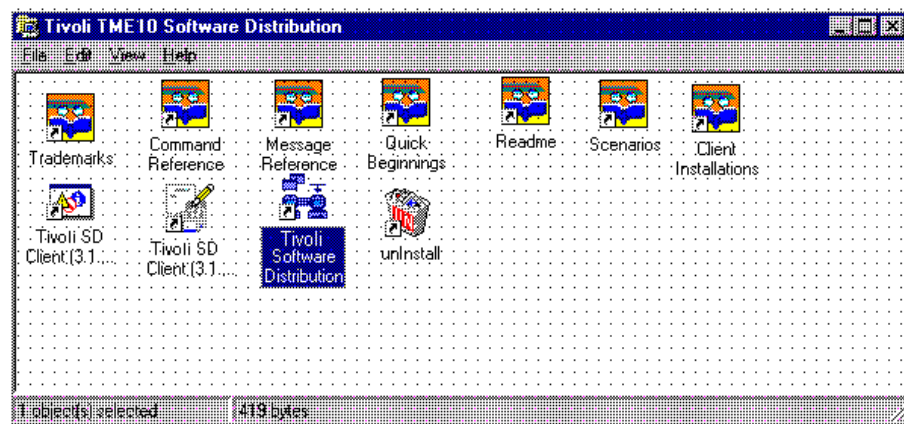 Tivoli TME10 Software Distribution
File Edit View Help
Trademarks
Command
Reference
Message
Reference
Quick
Beginnings
Readme
Scenarios
Client
Installations
Tivoli SD
Client (3.1....
Tivoli SD
Client (3.1....
Tivoli
Software
Distribution
unInstall
1 object(s) selected
419 bytes